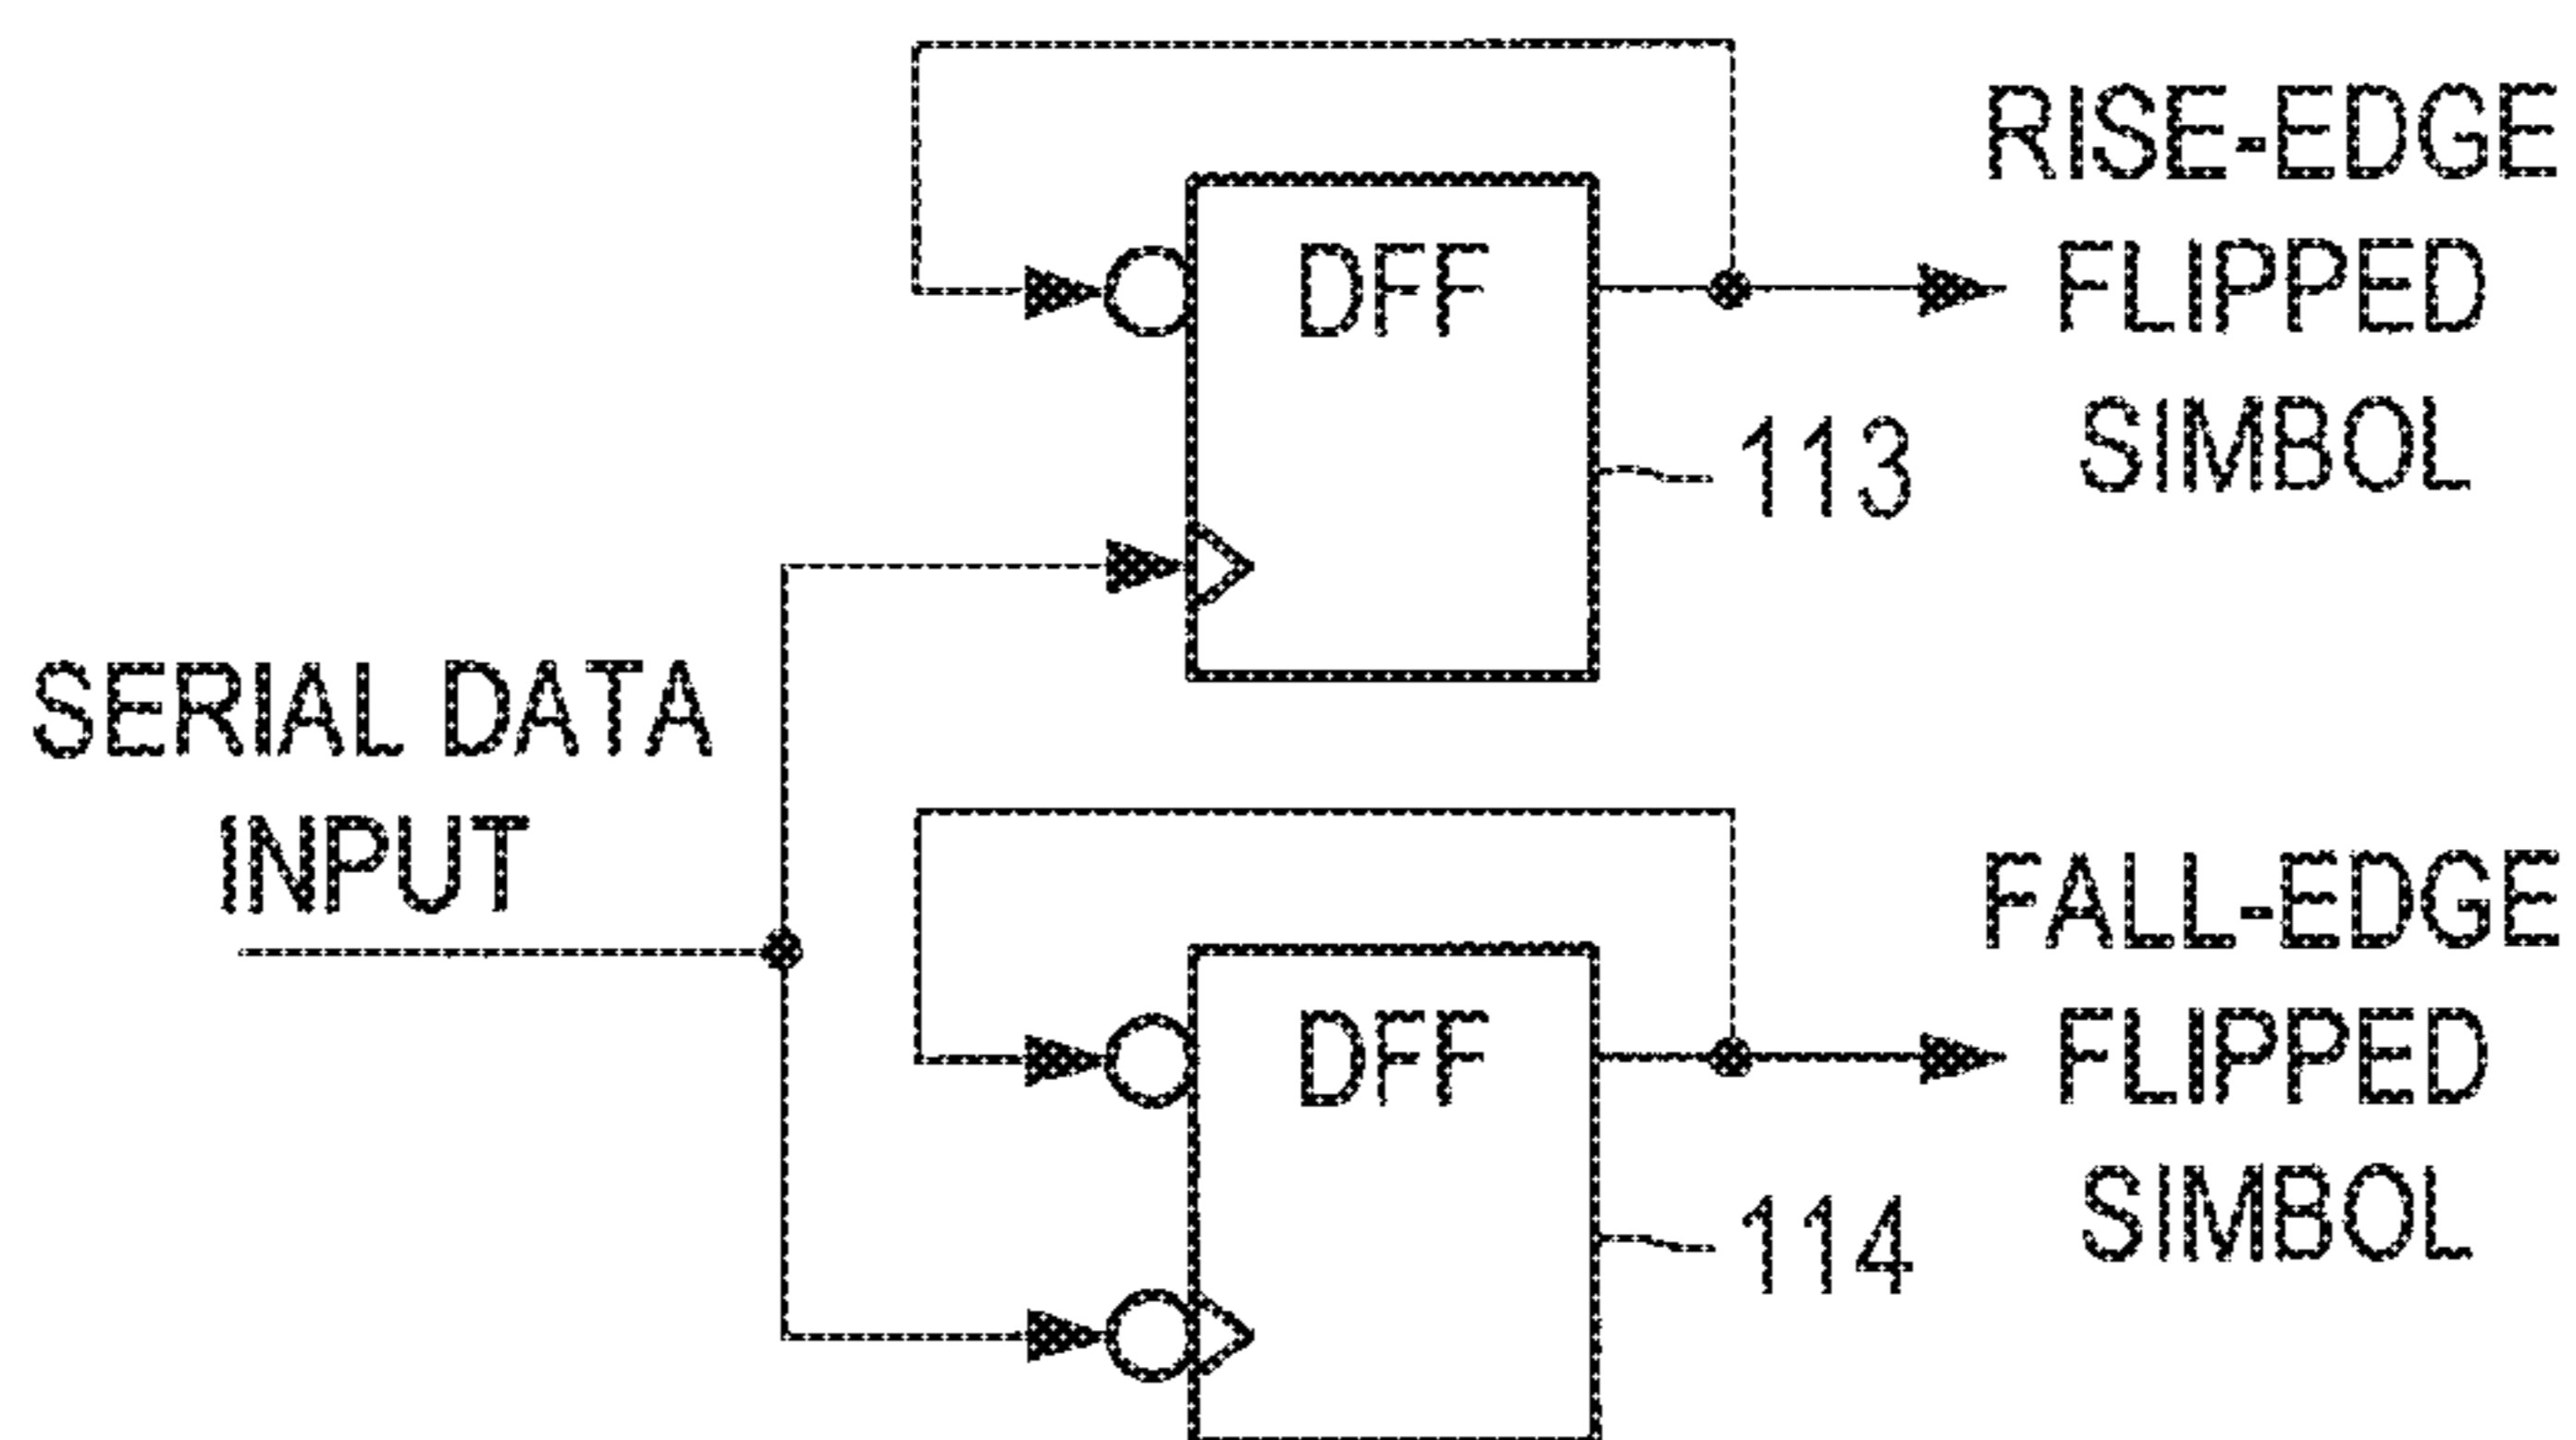 RISE-EDGE
FLIPPED
SIMBOL
DFF
113
SERIAL DATA
INPUT
FALL-EDGE
FLIPPED
SIMBOL
DFF
114